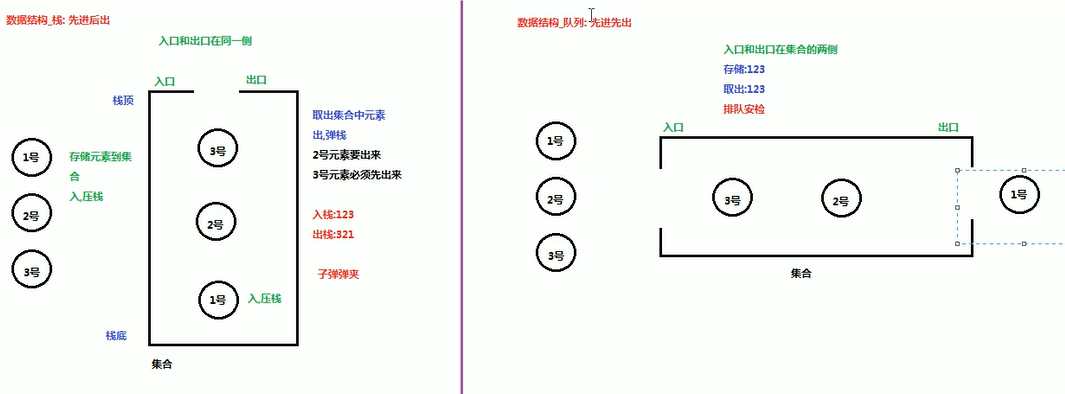 数据结构_栈: 先进后出
入口和出口在同一侧
入口
出口
栈顶
1号
2号
3号
存储元素到集
合
入,压栈
3号
2号
1号
入,压栈
栈底
集合
取出集合中元素
出,弹栈
2号元素要出来
3号元素必须先出来
入栈:123
出栈:321
子弹弹夹
数据结构_队列: 先进先出
入口和出口在集合的两侧
存储:123
取出:123
排队安检
入口
出口
1号
2号
3号
3号
2号
1号
集合